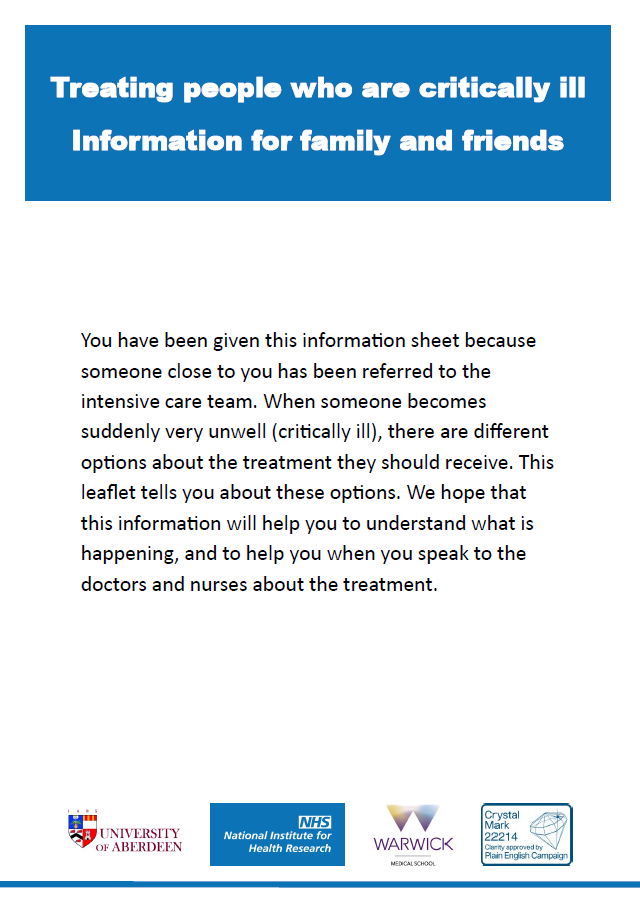 Treating people who are critically ill
Information for family and friends
You have been given this information sheet because
someone close to you has been referred to the
intensive care team. When someone becomes
suddenly very unwell (critically ill), there are different
options about the treatment they should receive. This
leaflet tells you about these options. We hope that
this information will help you to understand what is
happening, and to help you when you speak to the
doctors and nurses about the treatment.
1495
UNIVERSITY
OF ABERDEEN
NHS
National Institute for
Health Research
WARWICK
MEDICAL SCHOOL
Crystal
Mark
22214
Clarity approved by
Plain English Campaign